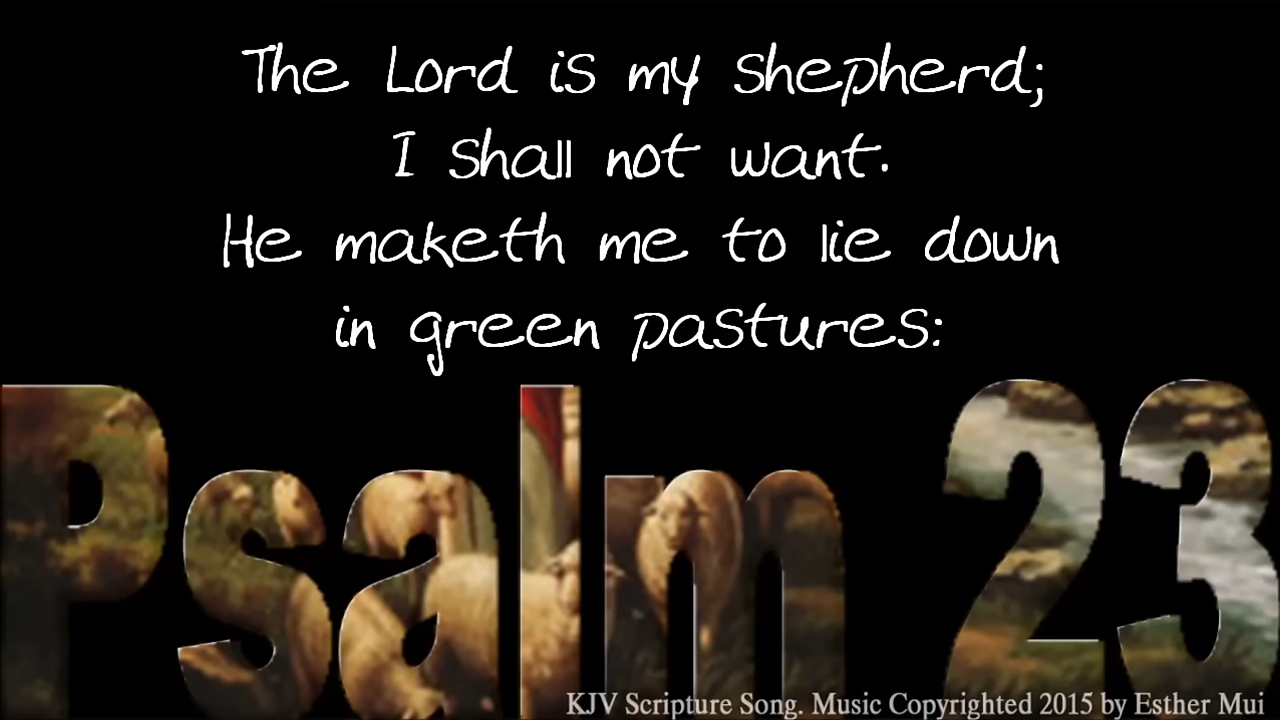 The Lord is my shepherd;
I shall not want.
He maketh me to lie down
in green pastures:
Psalm 23
KJV Scripture Song. Music Copyrighted 2015 by Esther Mui